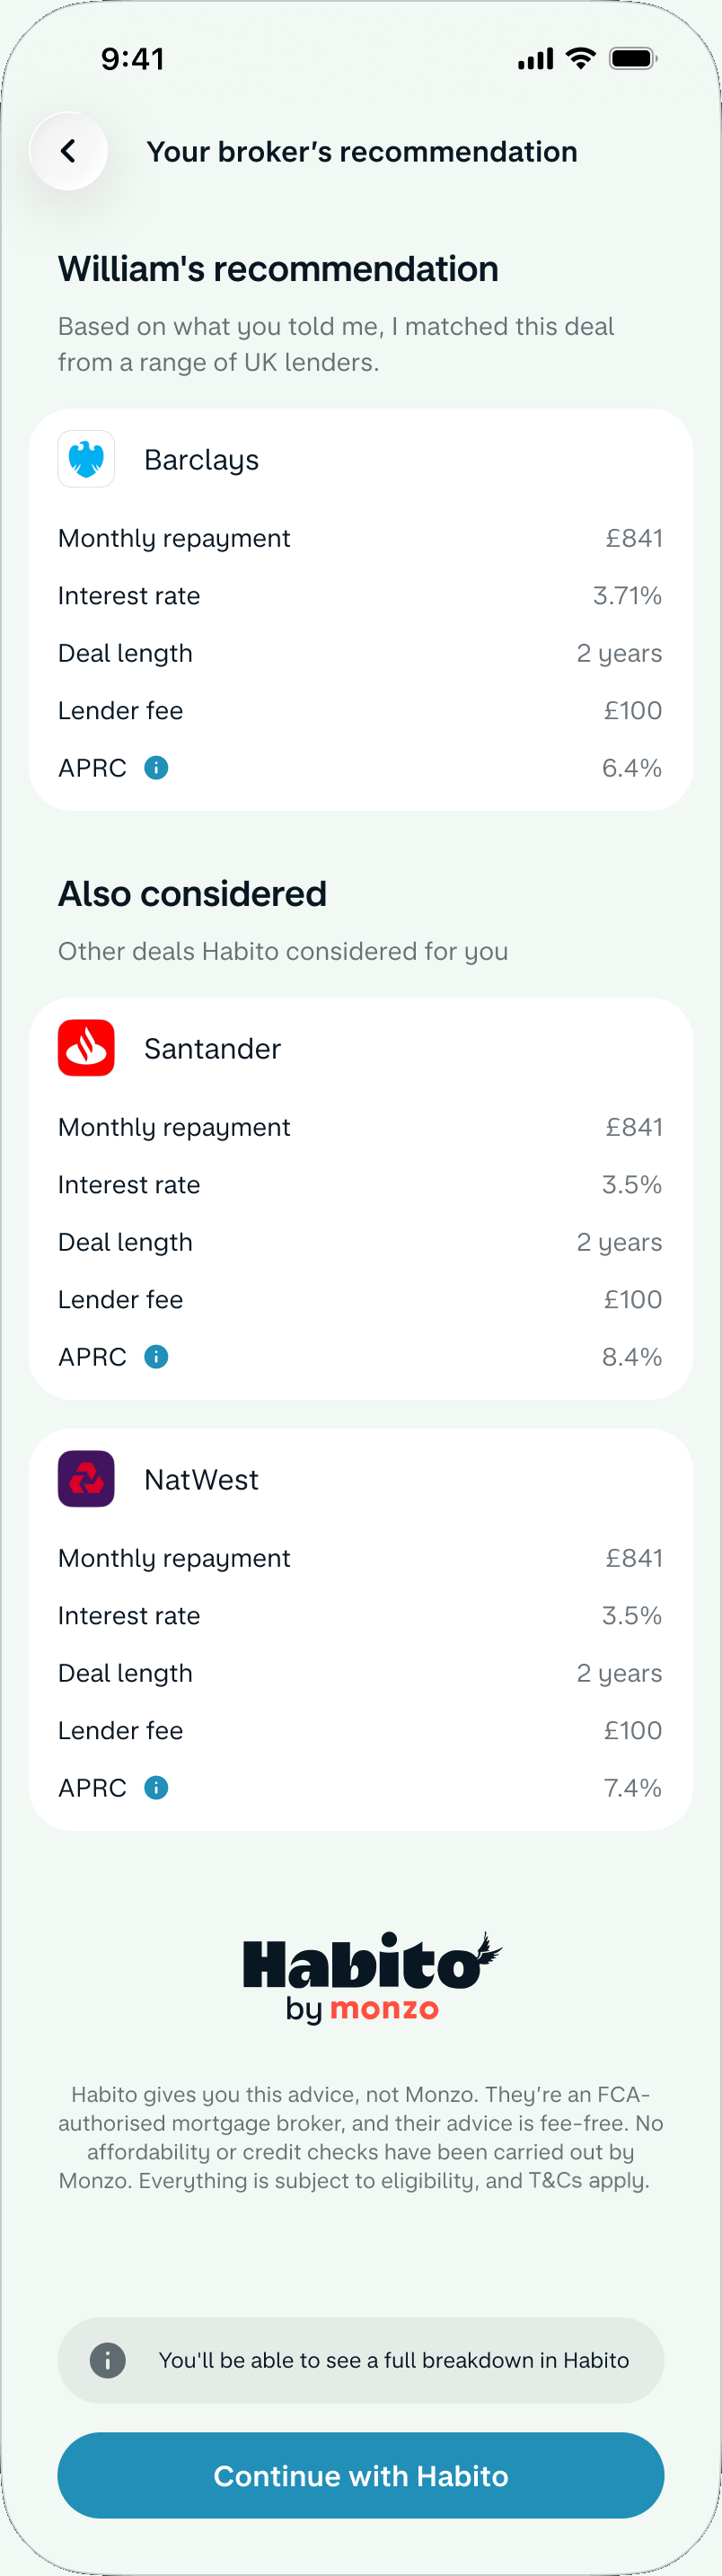 9:41
Your broker’s recommendation
William's recommendation
Based on what you told me, I matched this deal
from a range of UK lenders.
Barclays
Monthly repayment £841
Interest rate 3.71%
Deal length 2 years
Lender fee £100
APRC 6.4%
Also considered
Other deals Habito considered for you
Santander
Monthly repayment £841
Interest rate 3.5%
Deal length 2 years
Lender fee £100
APRC 8.4%
NatWest
Monthly repayment £841
Interest rate 3.5%
Deal length 2 years
Lender fee £100
APRC 7.4%
Habito
by monzo
Habito gives you this advice, not Monzo. They’re an FCA-
authorised mortgage broker, and their advice is fee-free. No
affordability or credit checks have been carried out by
Monzo. Everything is subject to eligibility, and T&Cs apply.
You'll be able to see a full breakdown in Habito
Continue with Habito